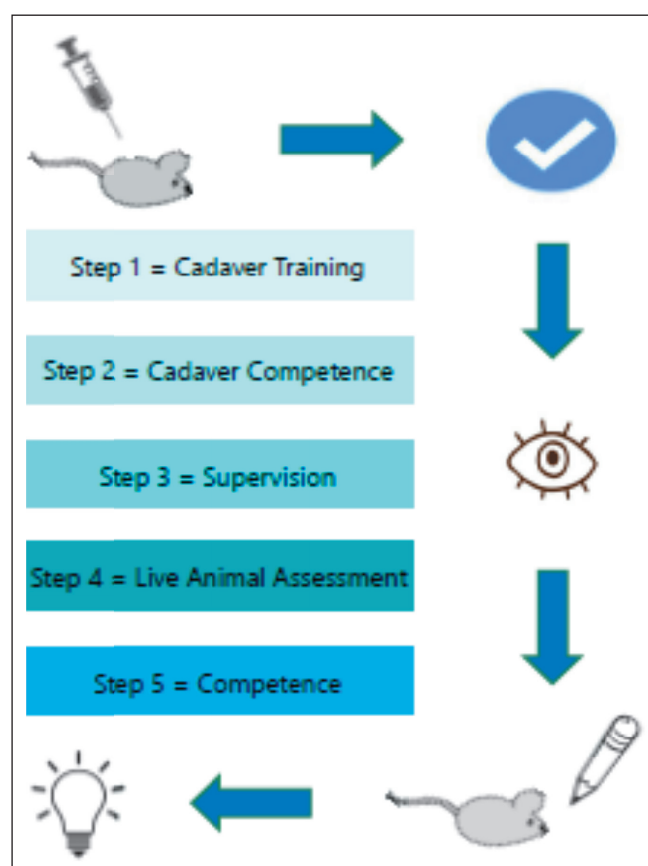 Step 1 = Cadaver Training
Step 2 = Cadaver Competence
Step 3 = Supervision
Step 4 = Live Animal Assessment
Step 5 = Competence